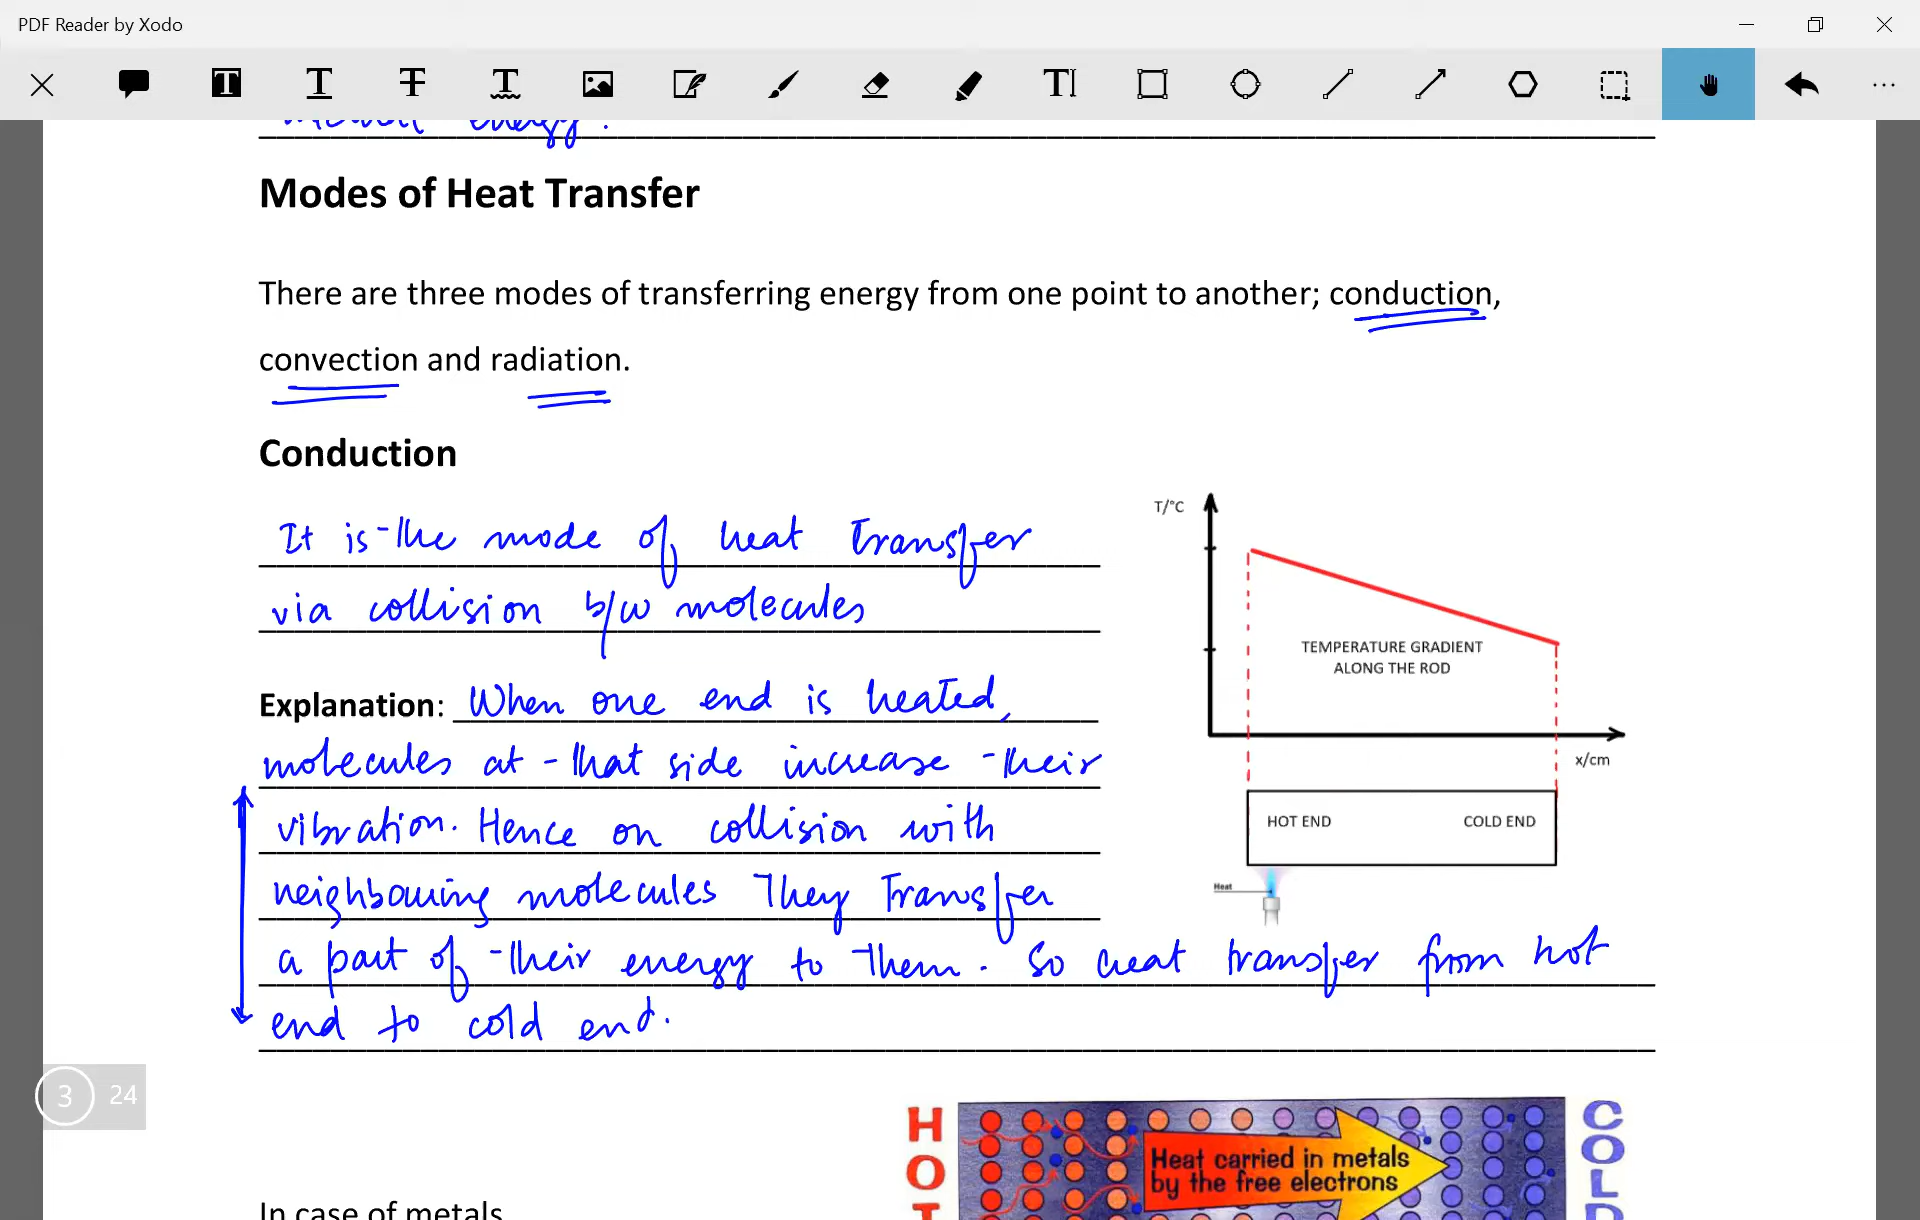 PDF Reader by Xodo
energy.
Modes of Heat Transfer
There are three modes of transferring energy from one point to another; conduction,
convection and radiation.
Conduction
It is the mode of heat transfer
via collision b/w molecules
Explanation: When one end is heated,
molecules at that side increase their
vibration. Hence on collision with
neighbouing molecules They Transfer
a part of their energy to them. So heat transfer from hot
end to cold end.
T/°C
TEMPERATURE GRADIENT
ALONG THE ROD
x/cm
HOT END COLD END
Heat
3 24
HOT
Heat carried in metals
by the free electrons
COLD
In case of metals